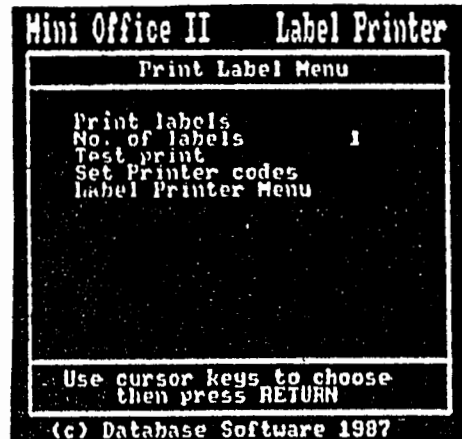 Mini Office II Label Printer
Print Label Menu
Print labels
No. of labels 1
Test print
Set Printer codes
Label Printer Menu
Use cursor keys to choose
then press RETURN
(c) Database Software 1987